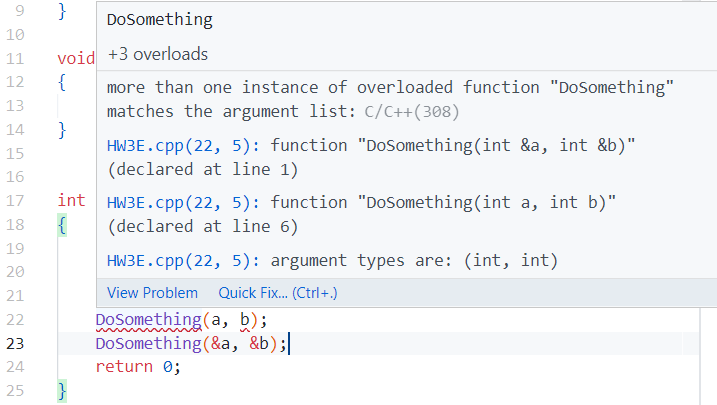 9 }
DoSomething
10
+3 overloads
11 void
more than one instance of overloaded function "DoSomething"
12 {
matches the argument list: C/C++(308)
13
14 }
HW3E.cpp(22, 5): function "DoSomething(int &a, int &b)"
15
(declared at line 1)
16
17 int
HW3E.cpp(22, 5): function "DoSomething(int a, int b)"
18 {
(declared at line 6)
19
HW3E.cpp(22, 5): argument types are: (int, int)
20
21
View Problem Quick Fix... (Ctrl+.)
22 DoSomething(a, b);
23 DoSomething(&a, &b);
24 return 0;
25 }